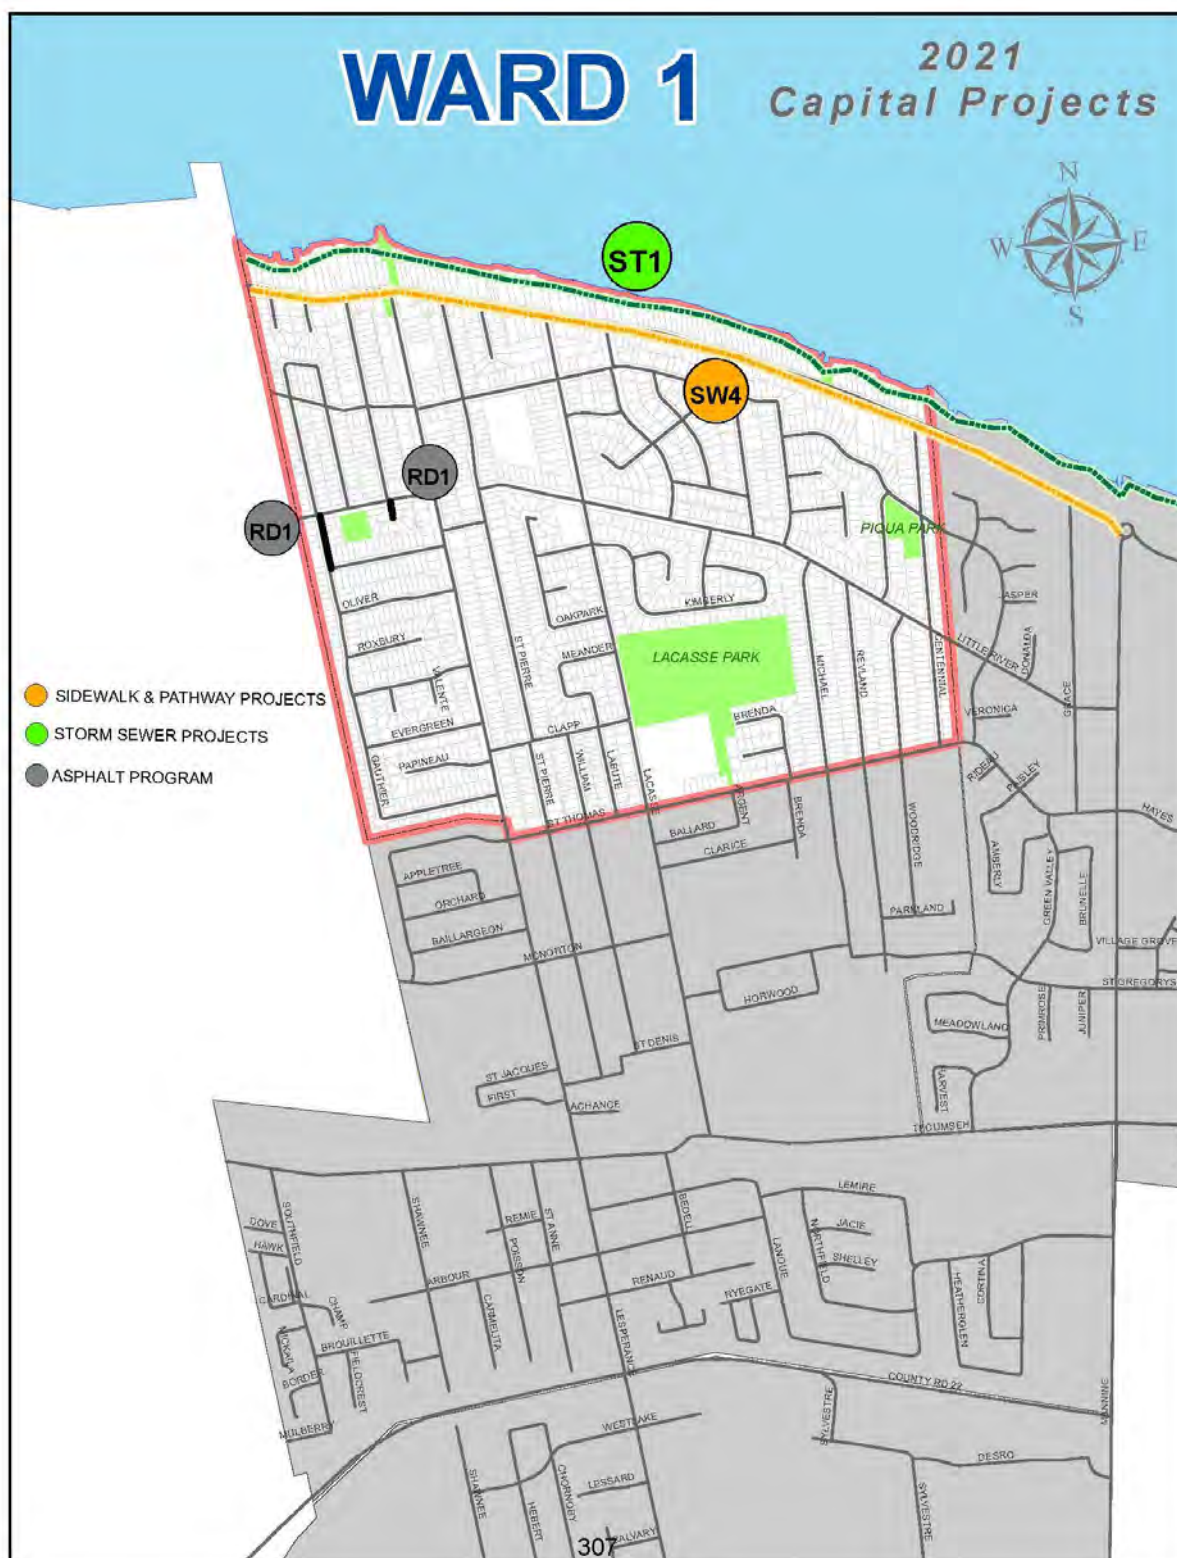 WARD 1
2021
Capital Projects
N
W
E
S
ST1
SW4
RD1
RD1
PIQUA PARK
OLIVER
ROXBURY
VALENTE
EVERGREEN
PAPINEAU
GAUTHIER
ST PIERRE
OAKPARK
MEANDER
KIMBERLY
LACASSE PARK
CLAPP
ST PIERRE
WILLIAM
LABUTE
LACASSE
BRENDA
MICHAEL
REVLAND
CENTENNIAL
LITTLE RIVER
ASPER
DONALDA
GRACE
VERONICA
RIDEAU
PAISLEY
HAYES
SIDEWALK & PATHWAY PROJECTS
STORM SEWER PROJECTS
ASPHALT PROGRAM
ST THOMAS
ARGENT
BRENDA
BALLARD
CLARICE
WOODRIDGE
AMBERLY
GREEN VALLEY
BRUNELLE
APPLETREE
ORCHARD
BAILLARGEON
MCNORTON
PARKLAND
VILLAGE GROVE
ST GREGORYS
HORWOOD
PRIMROSE
JUNIPER
MEADOWLAND
ST DENIS
ST JACQUES
FIRST
LACHANCE
HARVEST
TECUMSEH
DOVE
HAWK
SOUTHFIELD
SHAWNEE
REMIE
ST ANNE
POISSON
BEDELL
LEMIRE
JACIE
NORTHFIELD
SHELLEY
LANOUE
CARDINAL
CHAMP
ARBOUR
CARMELITA
RENAUD
NYEGATE
CORTINA
HEATHERGLEN
MICKAILA
BROUILLETTE
FIELDCREST
BORDER
MULBERRY
LESPERANCE
COUNTY RD 22
MANNING
SYLVESTRE
WESTLAKE
DESRO
SHAWNEE
HEBERT
CHORNOBY
LESSARD
CALVARY
SYLVESTRE
307